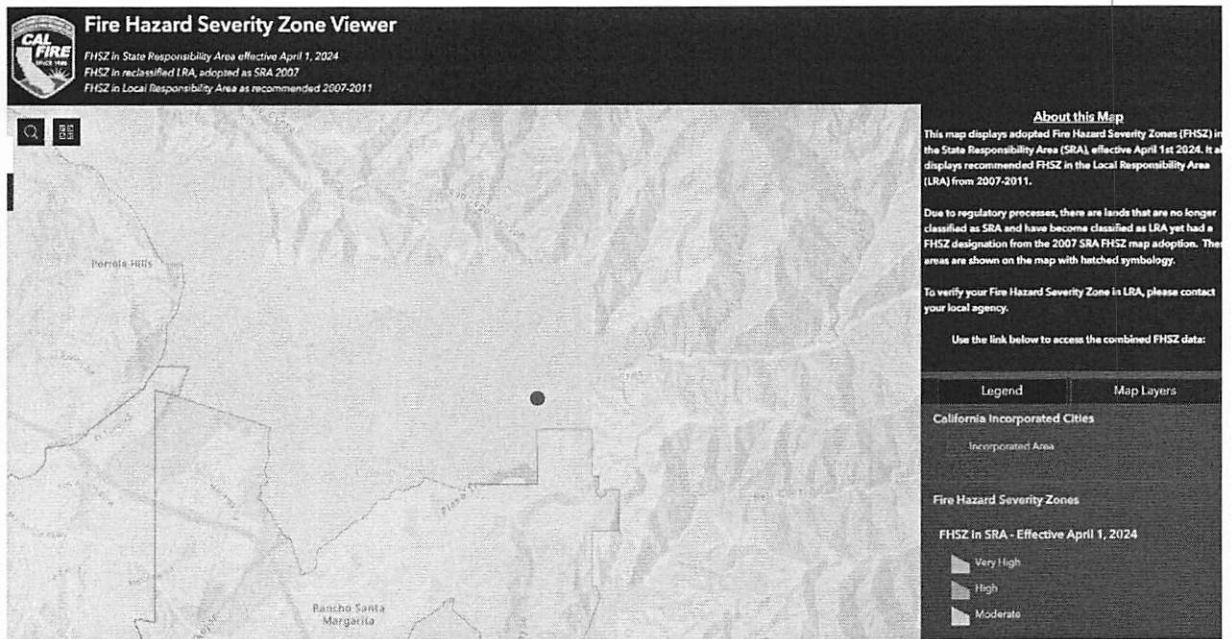 CAL FIRE
SINCE 1885
Fire Hazard Severity Zone Viewer
FHSZ in State Responsibility Area effective April 1, 2024
FHSZ in reclassified LRA, adopted as SRA 2007
FHSZ in Local Responsibility Area as recommended 2007-2011
About this Map
This map displays adopted Fire Hazard Severity Zones (FHSZ) in
the State Responsibility Area (SRA), effective April 1st 2024. It al
displays recommended FHSZ in the Local Responsibility Area
(LRA) from 2007-2011.
Due to regulatory processes, there are lands that are no longer
classified as SRA and have become classified as LRA yet had a
FHSZ designation from the 2007 SRA FHSZ map adoption. Thes
areas are shown on the map with hatched symbology.
To verify your Fire Hazard Severity Zone in LRA, please contact
your local agency.
Use the link below to access the combined FHSZ data:
Legend
Map Layers
California Incorporated Cities
Incorporated Area
Fire Hazard Severity Zones
FHSZ in SRA - Effective April 1, 2024
Very High
High
Moderate
Portola Hills
El Toro Rd
Plano
Rancho Santa
Margarita